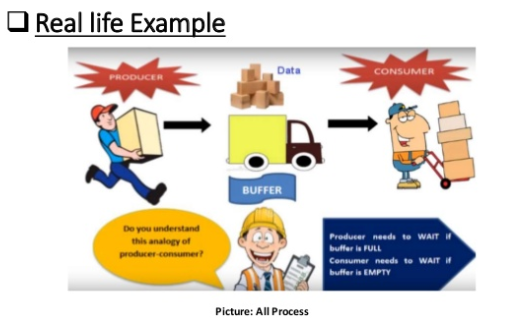 Real life Example
PRODUCER
Data
CONSUMER
BUFFER
Do you understand
this analogy of
producer-consumer?
Producer needs to WAIT if
buffer is FULL
Consumer needs to WAIT if
buffer is EMPTY
Picture: All Process